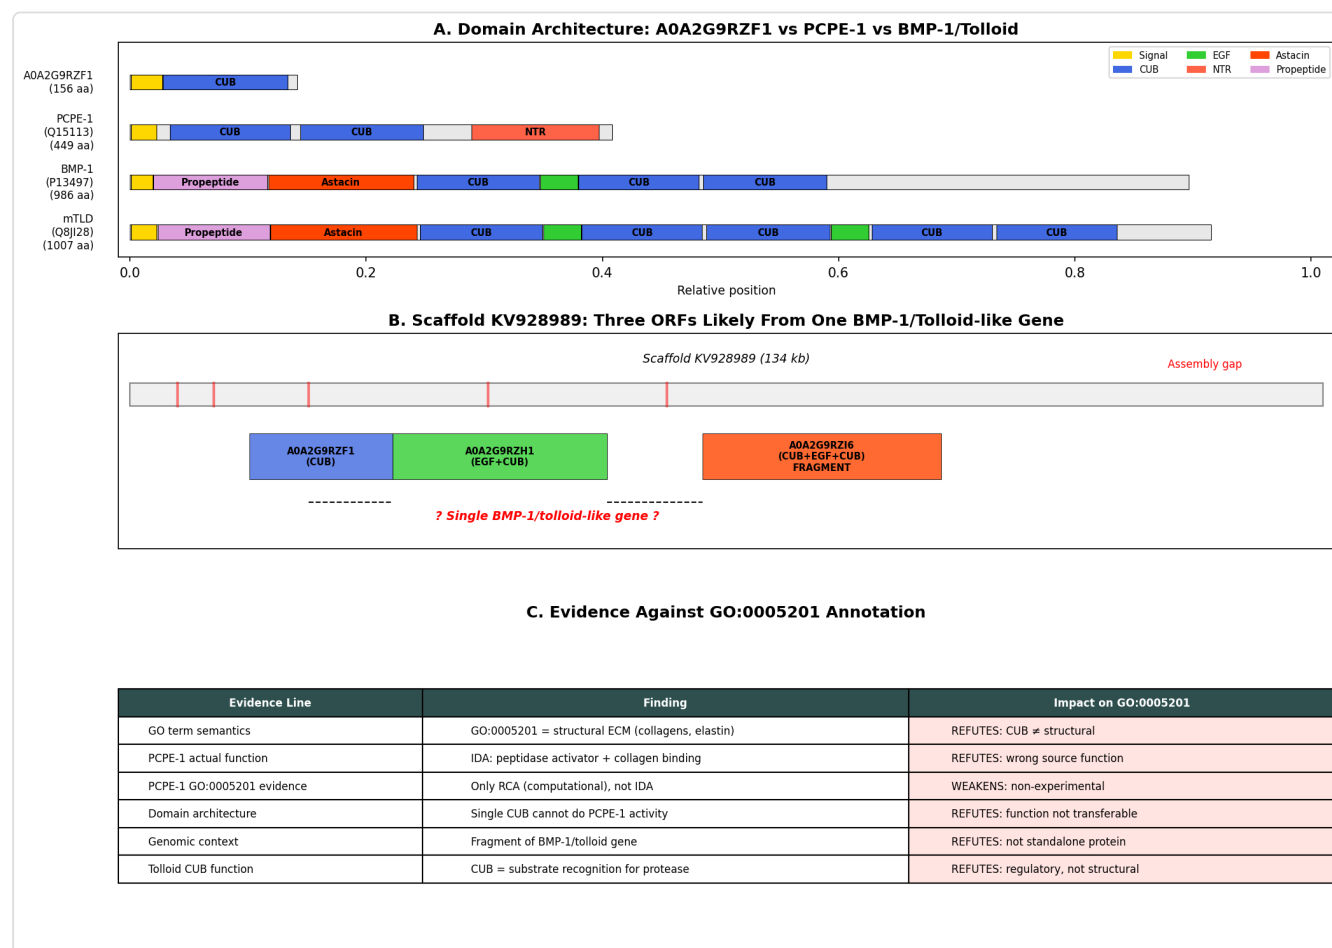 A. Domain Architecture: A0A2G9RZF1 vs PCPE-1 vs BMP-1/Tolloid
Signal
EGF
Astacin
CUB
NTR
Propeptide
A0A2G9RZF1
(156 aa)
CUB
PCPE-1
(Q15113)
(449 aa)
CUB
CUB
NTR
BMP-1
(P13497)
(986 aa)
Propeptide
Astacin
CUB
CUB
CUB
mTLD
(Q8JI28)
(1007 aa)
Propeptide
Astacin
CUB
CUB
CUB
CUB
CUB
0.0 0.2 0.4 0.6 0.8 1.0
Relative position
B. Scaffold KV928989: Three ORFs Likely From One BMP-1/Tolloid-like Gene
Scaffold KV928989 (134 kb)
Assembly gap
A0A2G9RZF1
(CUB)
A0A2G9RZH1
(EGF+CUB)
A0A2G9RZI6
(CUB+EGF+CUB)
FRAGMENT
? Single BMP-1/tolloid-like gene ?
C. Evidence Against GO:0005201 Annotation
Evidence Line Finding Impact on GO:0005201
GO term semantics GO:0005201 = structural ECM (collagens, elastin) REFUTES: CUB ≠ structural
PCPE-1 actual function IDA: peptidase activator + collagen binding REFUTES: wrong source function
PCPE-1 GO:0005201 evidence Only RCA (computational), not IDA WEAKENS: non-experimental
Domain architecture Single CUB cannot do PCPE-1 activity REFUTES: function not transferable
Genomic context Fragment of BMP-1/tolloid gene REFUTES: not standalone protein
Tolloid CUB function CUB = substrate recognition for protease REFUTES: regulatory, not structural